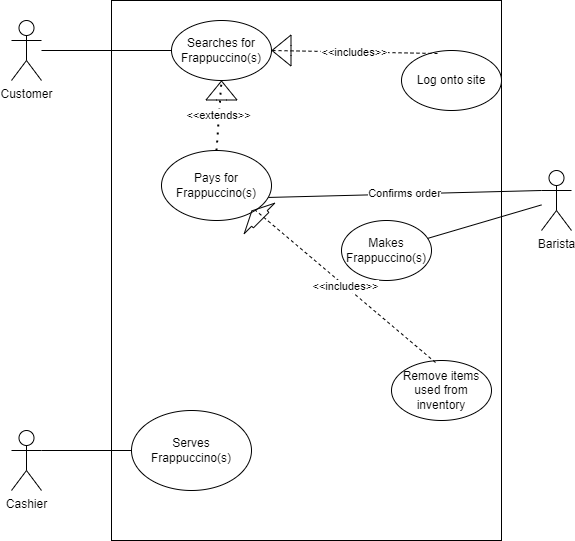 Searches for
Frappuccino(s)
<<includes>>
Log onto site
Customer
<<extends>>
Pays for
Frappuccino(s)
Confirms order
Makes
Frappuccino(s)
Barista
<<includes>>
Remove items
used from
inventory
Serves
Frappuccino(s)
Cashier